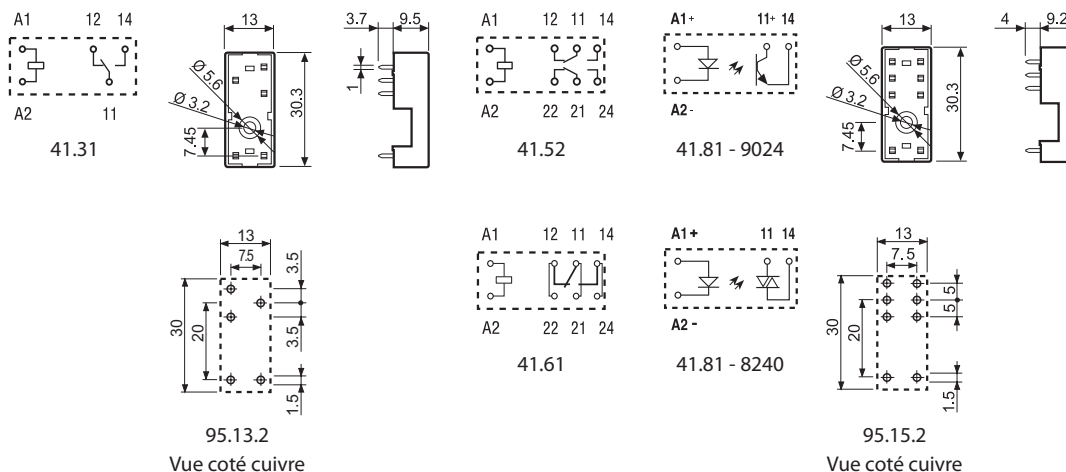 A1 12 14
A2 11
41.31
13
Ø 5.6
Ø 3.2
7.45
30.3
3.7 9.5
1
A1 12 11 14
A2 22 21 24
41.52
A1+ 11+ 14
A2-
41.81 - 9024
13
Ø 5.6
Ø 3.2
7.45
30.3
4 9.2
13
7.5
3.5
30
20
3.5
1.5
95.13.2
Vue coté cuivre
A1 12 11 14
A2 22 21 24
41.61
A1+ 11 14
A2 -
41.81 - 8240
13
7.5
5
5
30
20
1.5
95.15.2
Vue coté cuivre